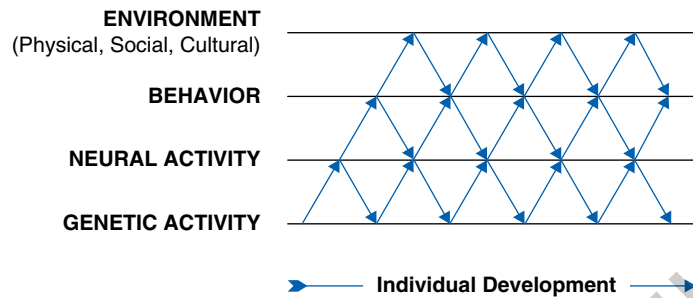 ENVIRONMENT
(Physical, Social, Cultural)
BEHAVIOR
NEURAL ACTIVITY
GENETIC ACTIVITY
Individual Development